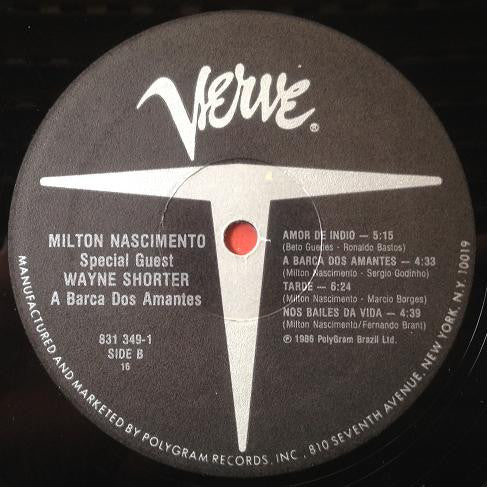 Verve®
MILTON NASCIMENTO
Special Guest
WAYNE SHORTER
A Barca Dos Amantes
831 349-1
SIDE B
16
AMOR DE INDIO — 5:15
(Beto Guedes - Ronaldo Bastos)
A BARCA DOS AMANTES — 4:33
(Milton Nascimento - Sergio Godinho)
TARDE — 6:24
(Milton Nascimento - Marcio Borges)
NOS BAILES DA VIDA — 4:39
(Milton Nascimento/Fernando Brant)
℗ 1986 PolyGram Brazil Ltd.
MANUFACTURED AND MARKETED BY POLYGRAM RECORDS, INC., 810 SEVENTH AVENUE, NEW YORK, N.Y. 10019